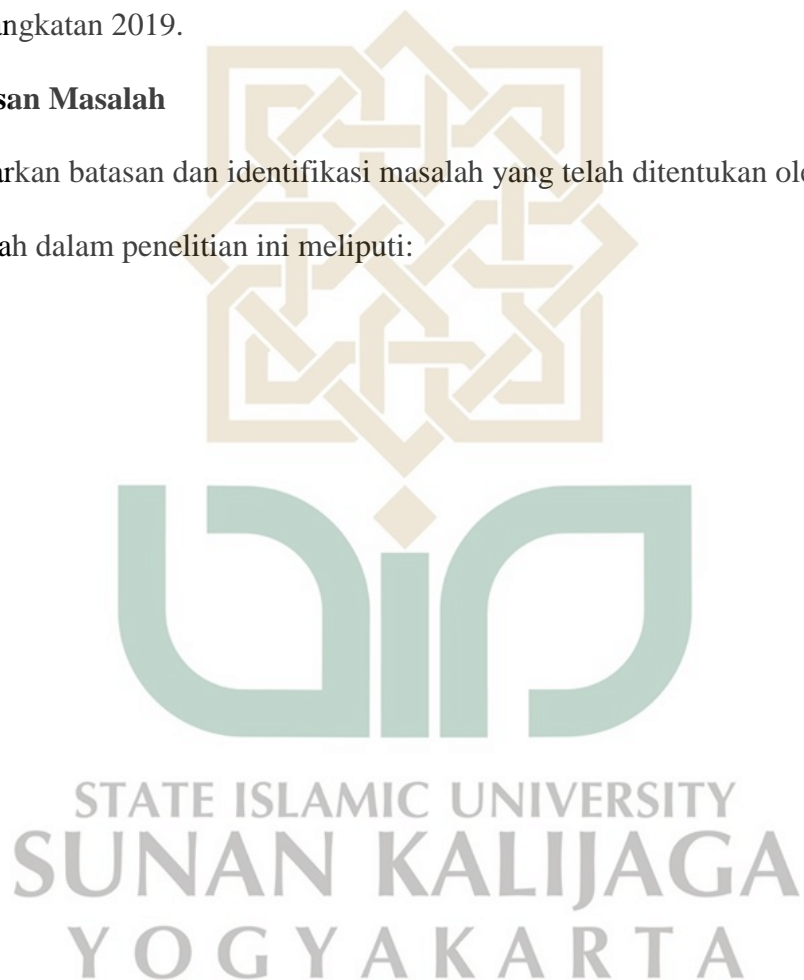 angkatan 2019.
san Masalah
arkan batasan dan identifikasi masalah yang telah ditentukan ol
ah dalam penelitian ini meliputi:
STATE ISLAMIC UNIVERSITY
SUNAN KALIJAGA
YOGYAKARTA